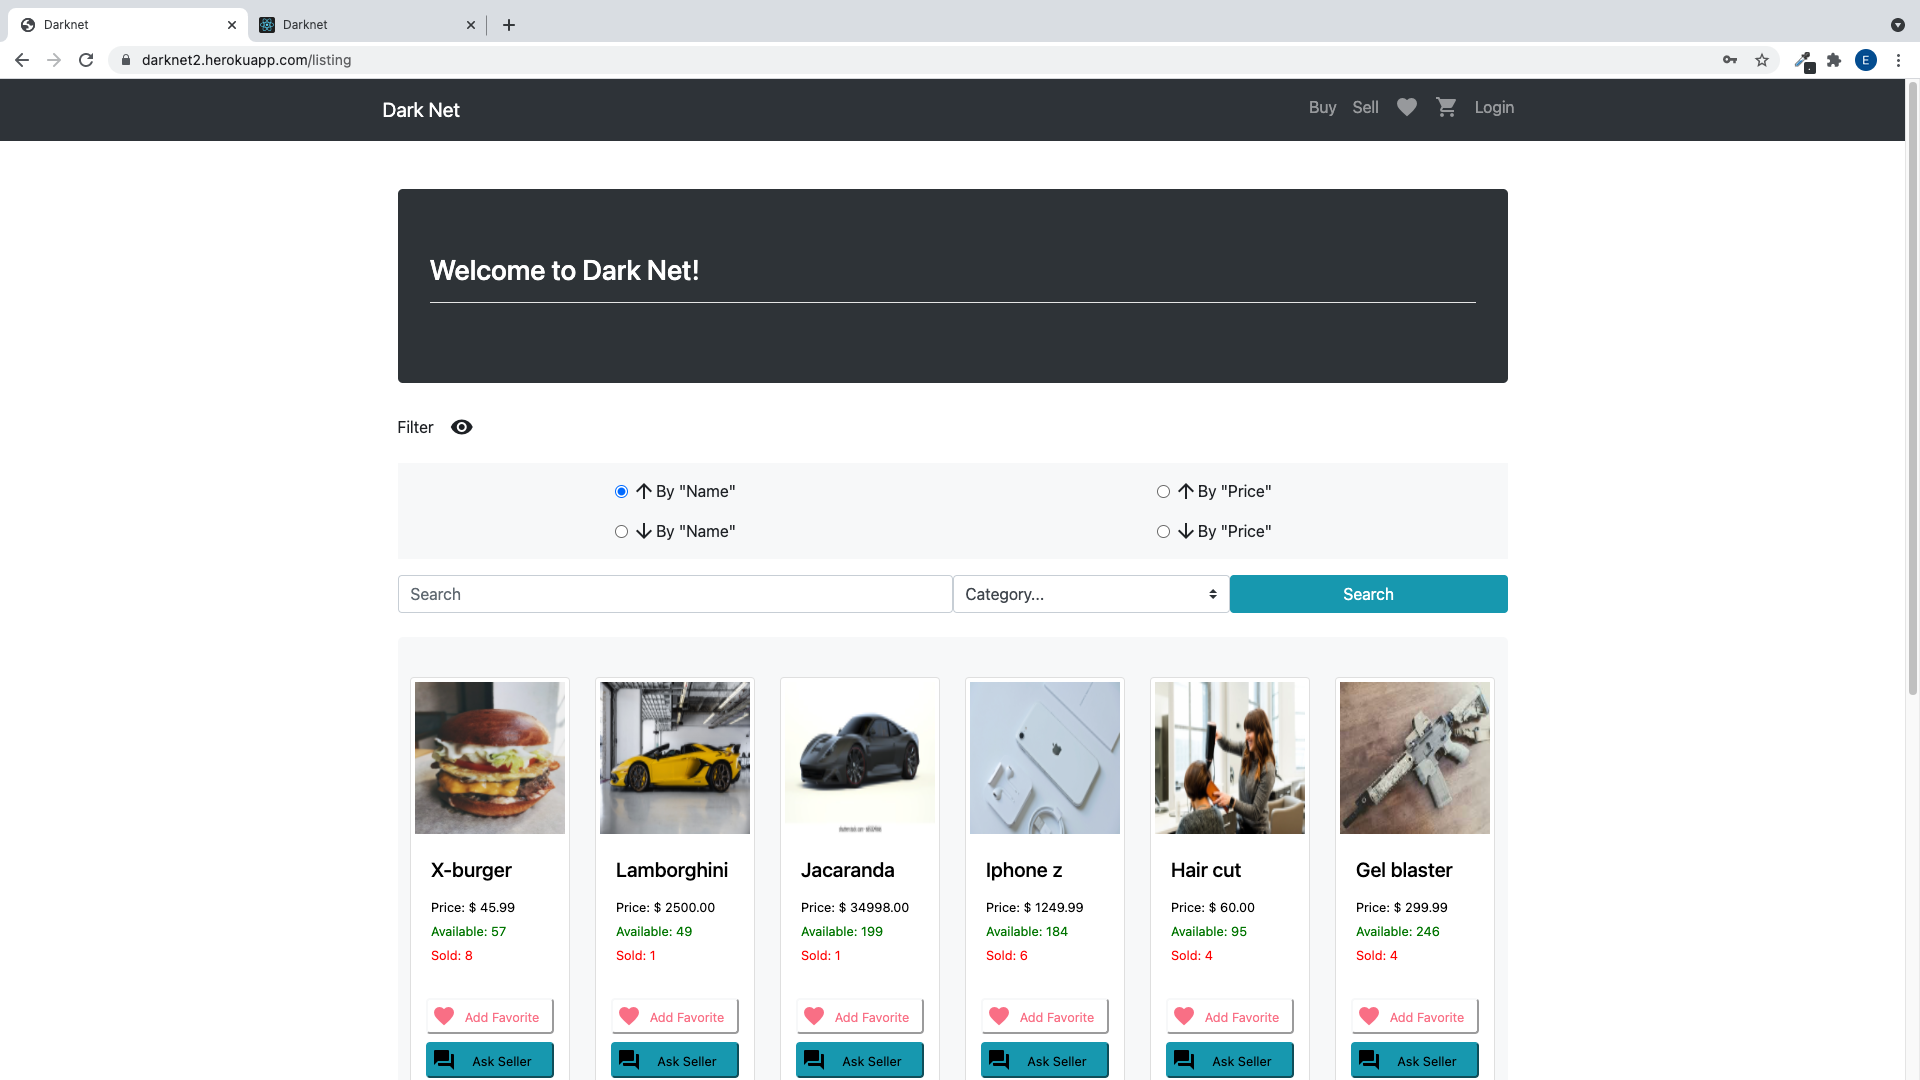 Darknet
Darknet
darknet2.herokuapp.com/listing
E
Dark Net
Buy
Sell
Login
Welcome to Dark Net!
Filter
By "Name"
By "Price"
By "Name"
By "Price"
Search
Category...
Search
X-burger
Price: $ 45.99
Available: 57
Sold: 8
Add Favorite
Ask Seller
Lamborghini
Price: $ 2500.00
Available: 49
Sold: 1
Add Favorite
Ask Seller
Jacaranda
Price: $ 34998.00
Available: 199
Sold: 1
Add Favorite
Ask Seller
Iphone z
Price: $ 1249.99
Available: 184
Sold: 6
Add Favorite
Ask Seller
Hair cut
Price: $ 60.00
Available: 95
Sold: 4
Add Favorite
Ask Seller
Gel blaster
Price: $ 299.99
Available: 246
Sold: 4
Add Favorite
Ask Seller